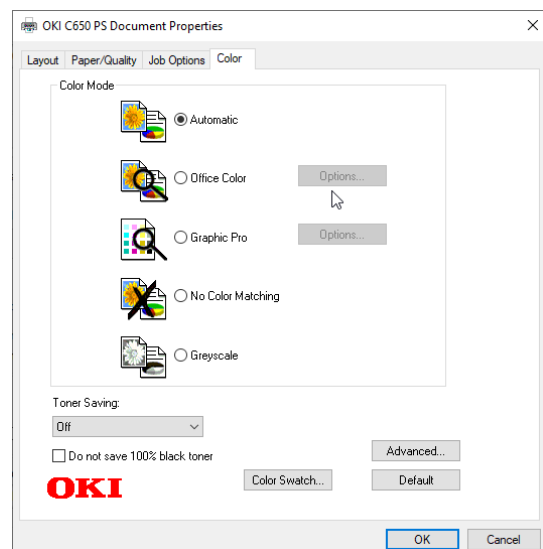 OKI C650 PS Document Properties
Layout Paper/Quality Job Options Color
Color Mode
Automatic
Office Color Options...
Graphic Pro Options...
No Color Matching
Greyscale
Toner Saving:
Off
Do not save 100% black toner Advanced...
OKI Color Swatch... Default
OK Cancel